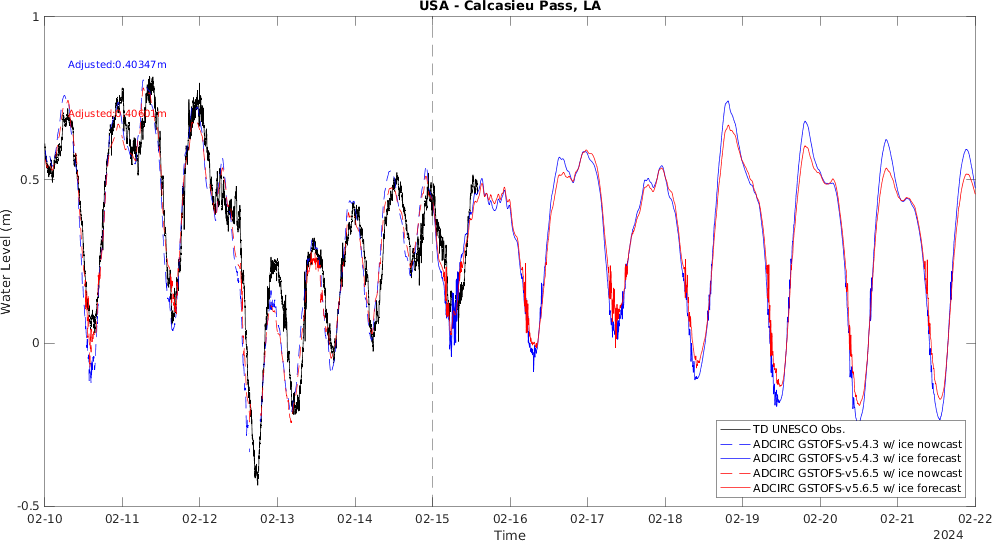 USA - Calcasieu Pass, LA
1
0.5
0
-0.5
Water Level (m)
Adjusted:0.40347m
Adjusted:0.40601m
TD UNESCO Obs.
ADCIRC GSTOFS-v5.4.3 w/ ice nowcast
ADCIRC GSTOFS-v5.4.3 w/ ice forecast
ADCIRC GSTOFS-v5.6.5 w/ ice nowcast
ADCIRC GSTOFS-v5.6.5 w/ ice forecast
02-10 02-11 02-12 02-13 02-14 02-15 02-16 02-17 02-18 02-19 02-20 02-21 02-22
Time
2024